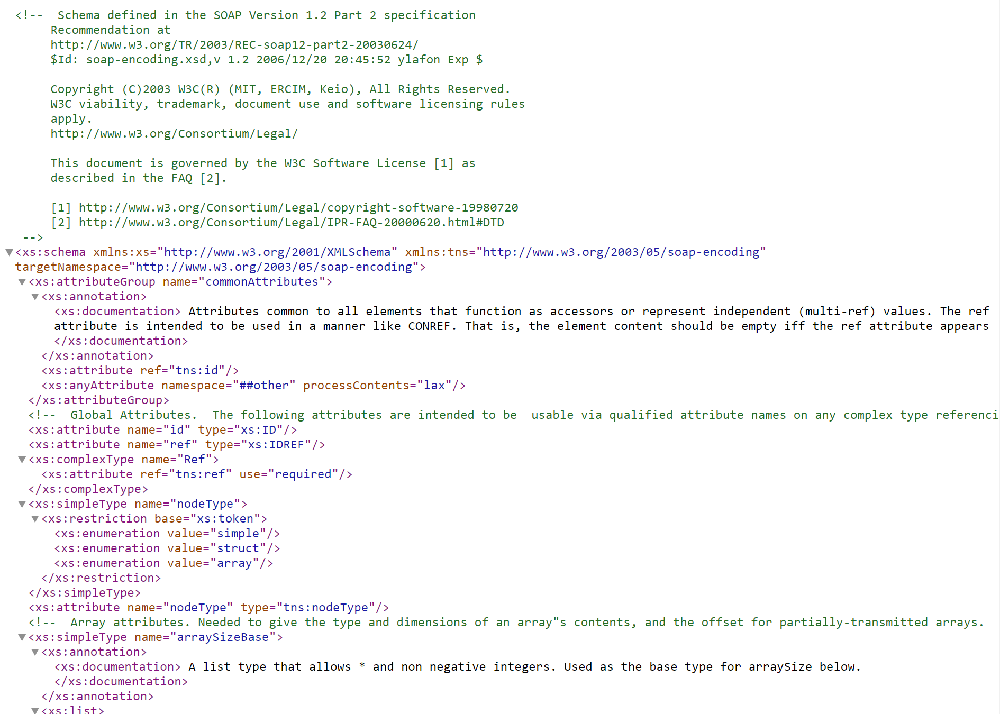 <!--  Schema defined in the SOAP Version 1.2 Part 2 specification
Recommendation at
http://www.w3.org/TR/2003/REC-soap12-part2-20030624/
$Id: soap-encoding.xsd,v 1.2 2006/12/20 20:45:52 ylafon Exp $
Copyright (C)2003 W3C(R) (MIT, ERCIM, Keio), All Rights Reserved.
W3C viability, trademark, document use and software licensing rules
apply.
http://www.w3.org/Consortium/Legal/
This document is governed by the W3C Software License [1] as
described in the FAQ [2].
[1] http://www.w3.org/Consortium/Legal/copyright-software-19980720
[2] http://www.w3.org/Consortium/Legal/IPR-FAQ-20000620.html#DTD
-->
<xs:schema xmlns:xs="http://www.w3.org/2001/XMLSchema" xmlns:tns="http://www.w3.org/2003/05/soap-encoding"
targetNamespace="http://www.w3.org/2003/05/soap-encoding">
<xs:attributeGroup name="commonAttributes">
<xs:annotation>
<xs:documentation> Attributes common to all elements that function as accessors or represent independent (multi-ref) values. The ref
attribute is intended to be used in a manner like CONREF. That is, the element content should be empty iff the ref attribute appears
</xs:documentation>
</xs:annotation>
<xs:attribute ref="tns:id"/>
<xs:anyAttribute namespace="##other" processContents="lax"/>
</xs:attributeGroup>
<!--  Global Attributes.  The following attributes are intended to be  usable via qualified attribute names on any complex type referenci
<xs:attribute name="id" type="xs:ID"/>
<xs:attribute name="ref" type="xs:IDREF"/>
<xs:complexType name="Ref">
<xs:attribute ref="tns:ref" use="required"/>
</xs:complexType>
<xs:simpleType name="nodeType">
<xs:restriction base="xs:token">
<xs:enumeration value="simple"/>
<xs:enumeration value="struct"/>
<xs:enumeration value="array"/>
</xs:restriction>
</xs:simpleType>
<xs:attribute name="nodeType" type="tns:nodeType"/>
<!--  Array attributes. Needed to give the type and dimensions of an array"s contents, and the offset for partially-transmitted arrays.
<xs:simpleType name="arraySizeBase">
<xs:annotation>
<xs:documentation> A list type that allows * and non negative integers. Used as the base type for arraySize below.
</xs:documentation>
</xs:annotation>
<xs:list>